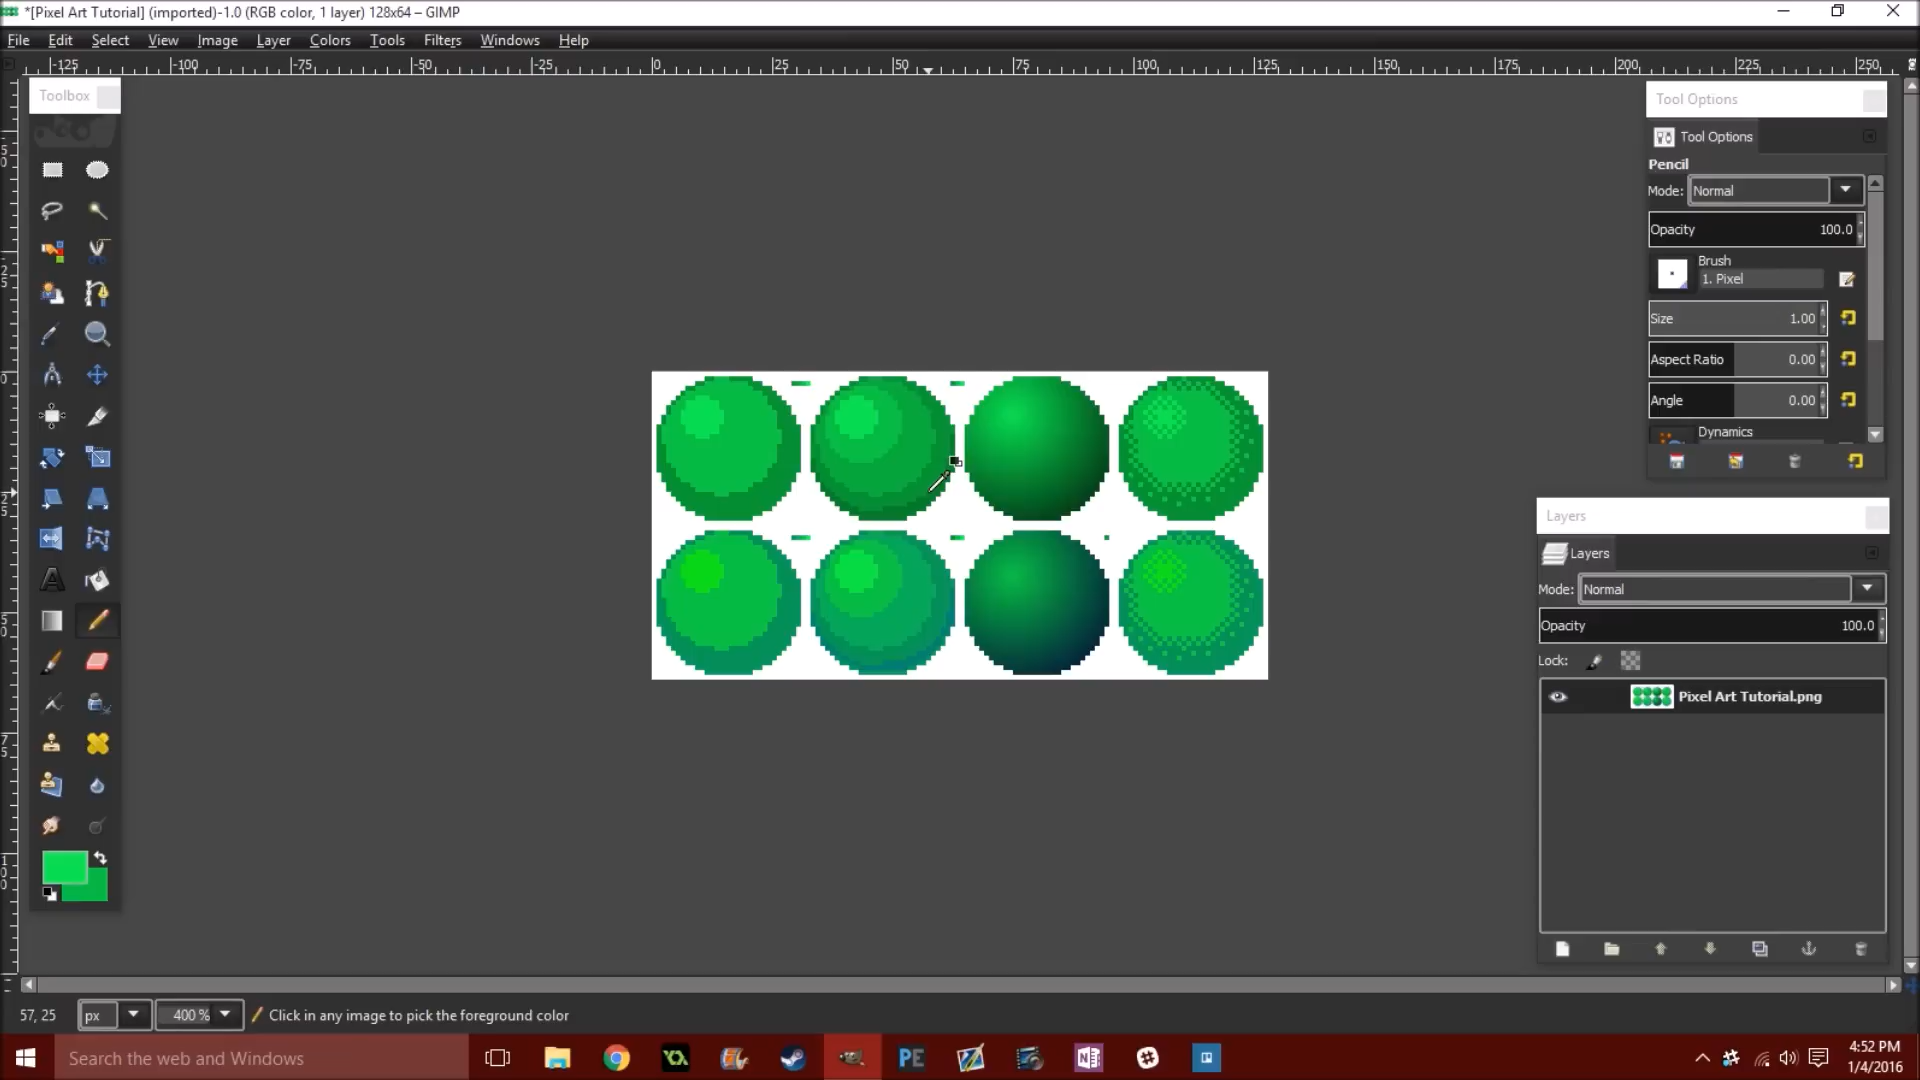 *[Pixel Art Tutorial] (imported)-1.0 (RGB color, 1 layer) 128x64 – GIMP
File Edit Select View Image Layer Colors Tools Filters Windows Help
-125 -100 -75 -50 -25 0 25 50 75 100 125 150 175 200 225 250
Toolbox
Tool Options
Tool Options
Pencil
Mode: Normal
Opacity 100.0
Brush
1. Pixel
Size 1.00
Aspect Ratio 0.00
Angle 0.00
Dynamics
Layers
Layers
Mode: Normal
Opacity 100.0
Lock:
Pixel Art Tutorial.png
57, 25 px 400 % Click in any image to pick the foreground color
Search the web and Windows
PE
4:52 PM
1/4/2016